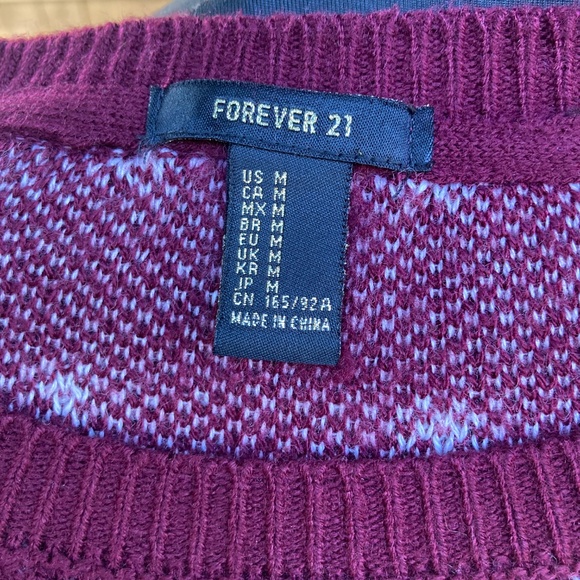 FOREVER 21
US M
CA M
MX M
BR M
EU M
UK M
KR M
JP M
CN 165/92A
MADE IN CHINA